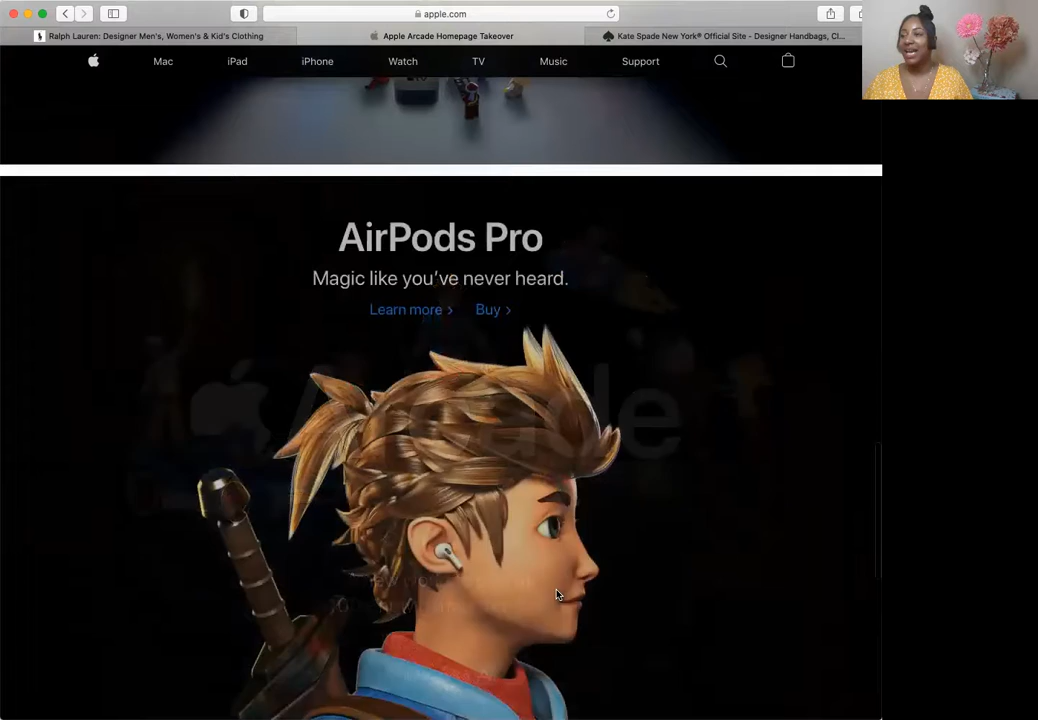 apple.com
Ralph Lauren: Designer Men's, Women's & Kid's Clothing
Apple Arcade Homepage Takeover
Kate Spade New York® Official Site - Designer Handbags, Cl...
Mac
iPad
iPhone
Watch
TV
Music
Support
AirPods Pro
Magic like you've never heard.
Learn more >
Buy >
Arcade